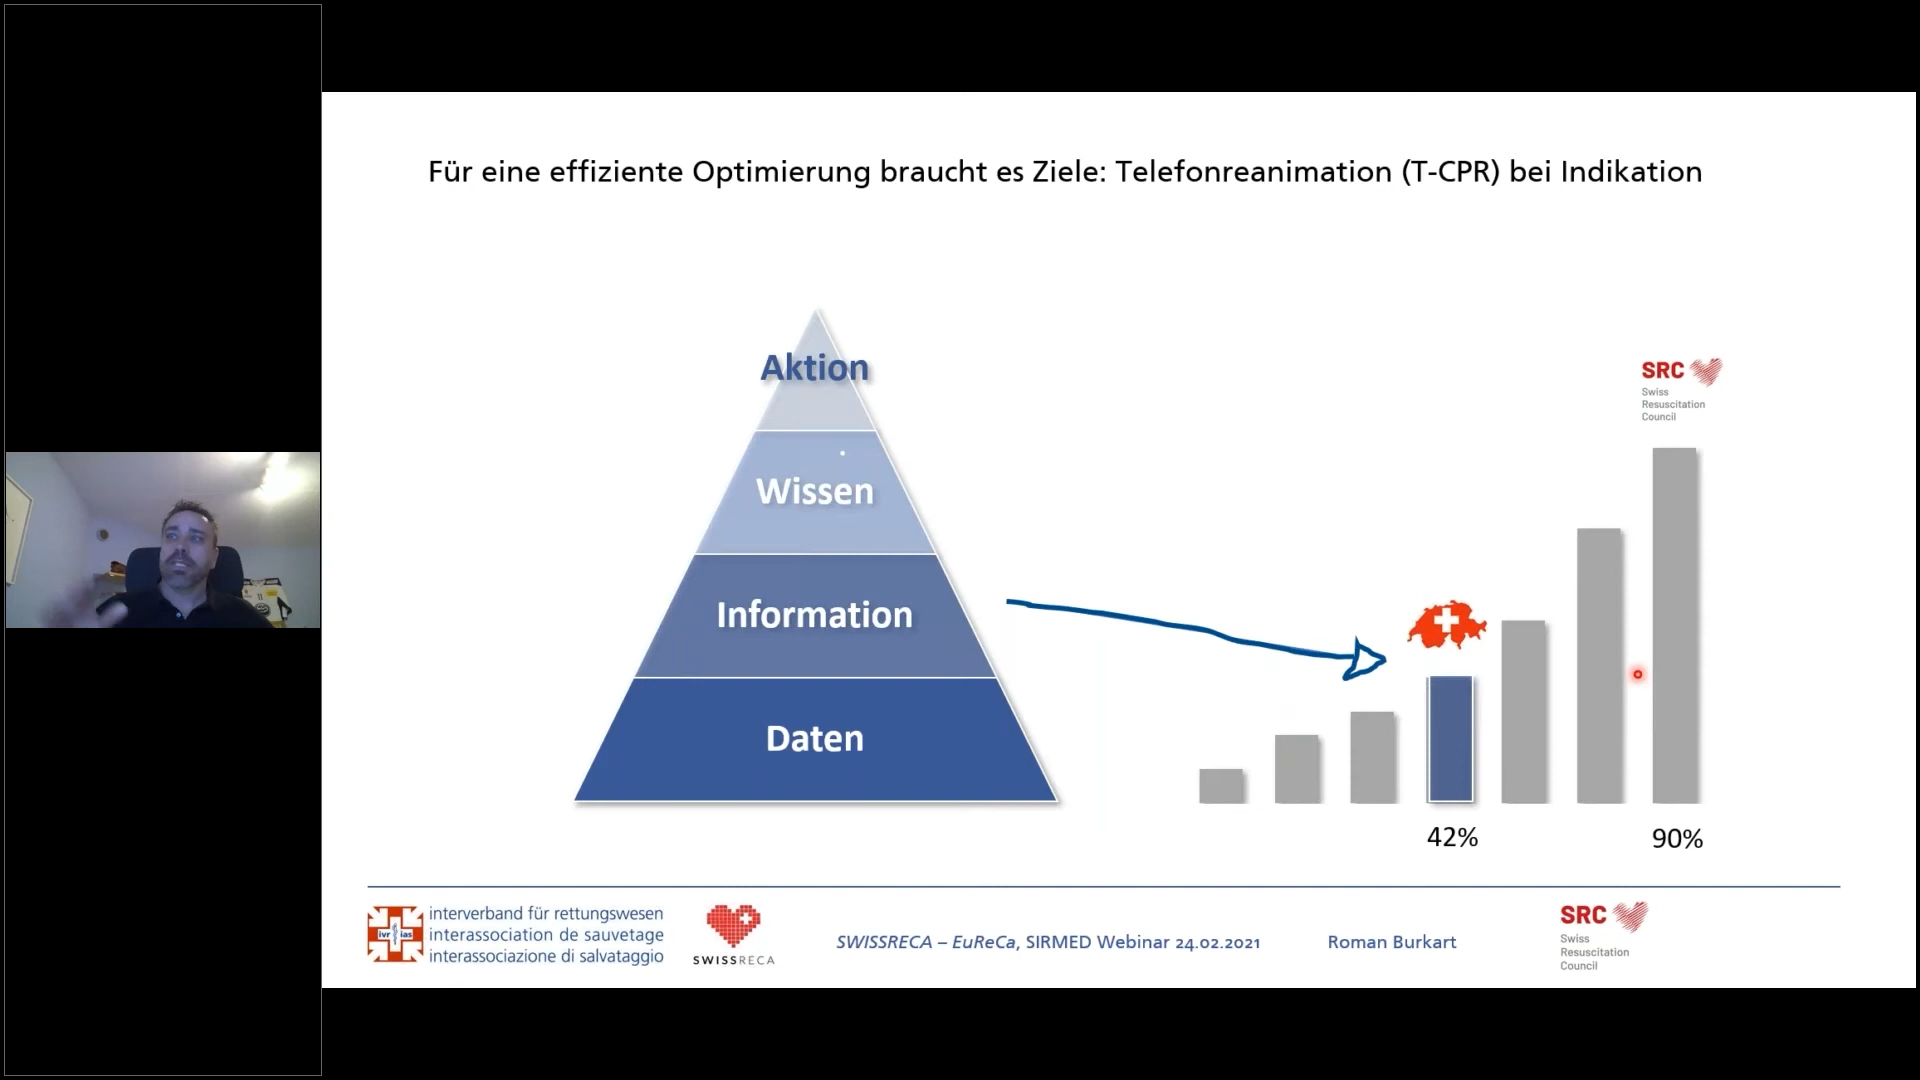 Für eine effiziente Optimierung braucht es Ziele: Telefonreanimation (T-CPR) bei Indikation
Aktion
Wissen
Information
Daten
SRC
Swiss
Resuscitation
Council
42%
90%
ivr ias
interverband für rettungswesen
interassociation de sauvetage
interassociazione di salvataggio
SWISSRECA
SWISSRECA – EuReCa, SIRMED Webinar 24.02.2021
Roman Burkart
SRC
Swiss
Resuscitation
Council